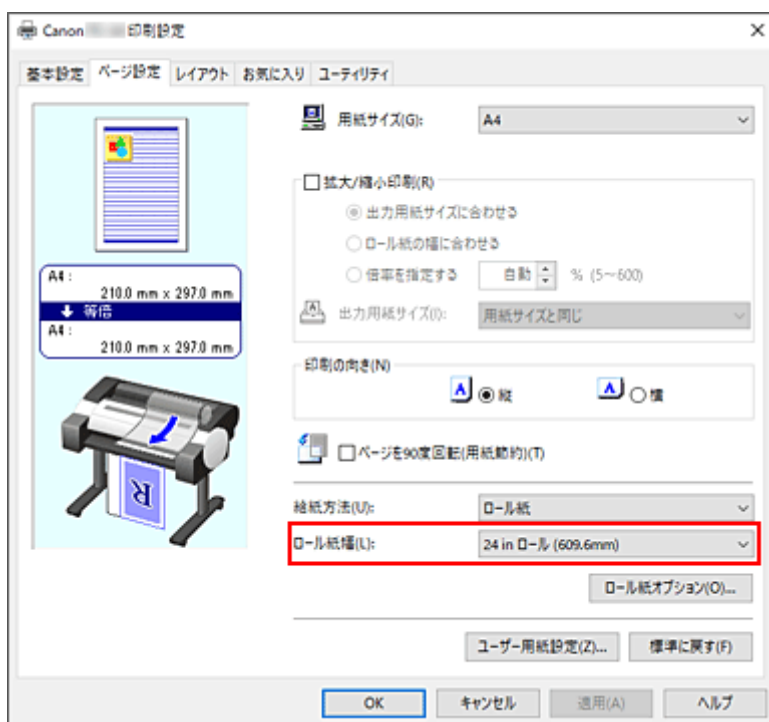 Canon 印刷設定
基本設定 ページ設定 レイアウト お気に入り ユーティリティ
用紙サイズ(G): A4
拡大/縮小印刷(R)
出力用紙サイズに合わせる
ロール紙の幅に合わせる
倍率を指定する 自動 % (5～600)
出力用紙サイズ(I): 用紙サイズと同じ
A4 :
210.0 mm x 297.0 mm
等倍
A4 :
210.0 mm x 297.0 mm
印刷の向き(N)
A 縦 A 横
ページを90度回転(用紙節約)(T)
R
給紙方法(U): ロール紙
ロール紙幅(L): 24 in ロール (609.6mm)
ロール紙オプション(O)...
ユーザー用紙設定(Z)... 標準に戻す(F)
OK キャンセル 適用(A) ヘルプ